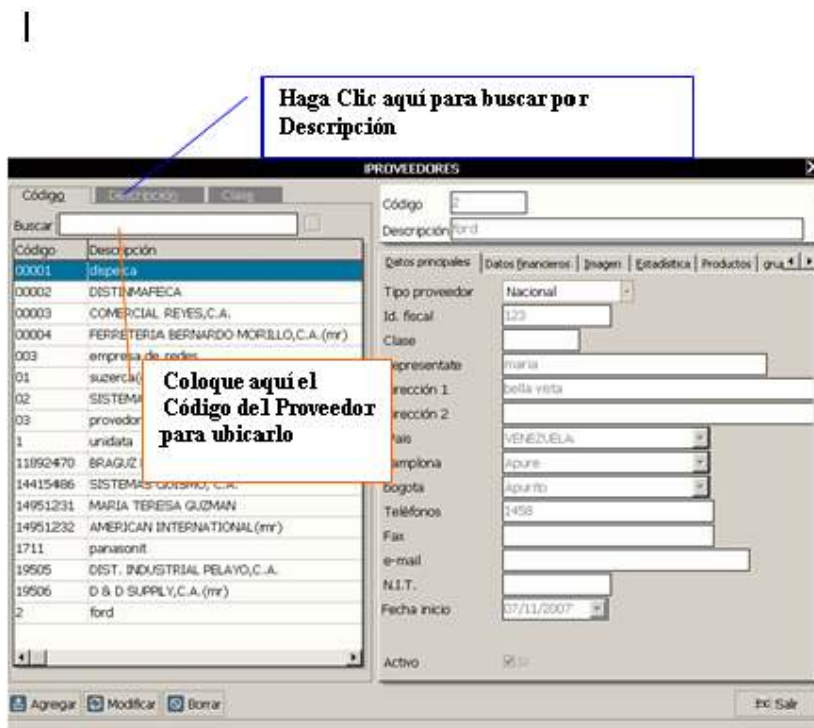 Haga Clic aquí para buscar por
Descripción
PROVEEDORES
Código
Descripción
Clase
Buscar
Código Descripción
00001 dispelca
00002 DISTINMAFECA
00003 COMERCIAL REYES,C.A.
00004 FERRETERIA BERNARDO MORILLO,C.A.(mr)
003 empresa de redes
01
02 SISTEMA
03 provedor
1 unidata
11892470
14415486
14951231 MARIA TERESA GUZMAN
14951232 AMERICAN INTERNATIONAL(mr)
1711 panasonit
19505 DIST. INDUSTRIAL PELAYO,C.A.
19506 D & D SUPPLY,C.A.(mr)
2 ford
Coloque aquí el
Código del Proveedor
para ubicarlo
Código 2
Descripción ford
Datos principales Datos financieros Imagen Estadística Productos
Tipo proveedor Nacional
Id. fiscal 123
Clase
Representate maria
Dirección 1 bella vista
Dirección 2
Pais VENEZUELA
Pamplona Apure
bogota Apurito
Teléfonos 1458
Fax
e-mail
N.I.T.
Fecha inicio 07/11/2007
Activo
Agregar Modificar Borrar
Salir